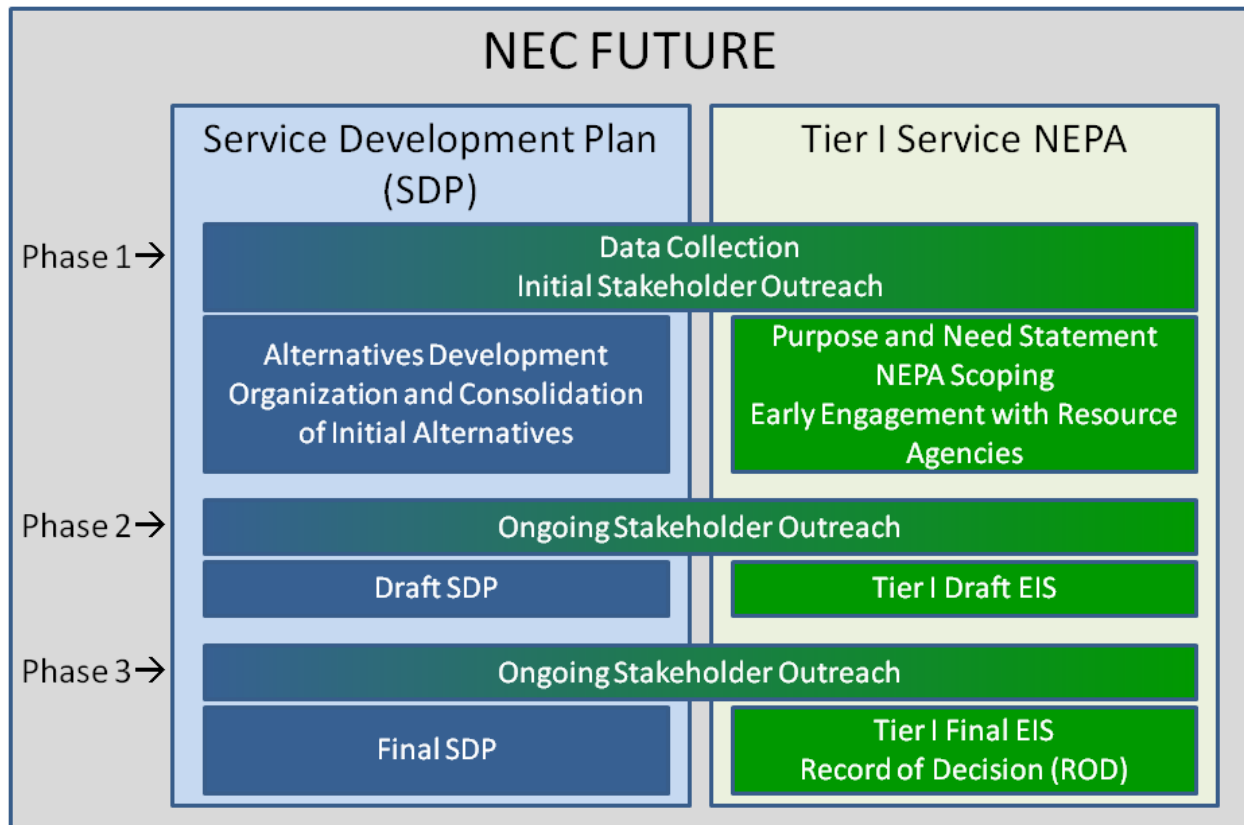 NEC FUTURE
Service Development Plan
(SDP)
Tier I Service NEPA
Phase 1→
Data Collection
Initial Stakeholder Outreach
Alternatives Development
Organization and Consolidation
of Initial Alternatives
Purpose and Need Statement
NEPA Scoping
Early Engagement with Resource
Agencies
Phase 2→
Ongoing Stakeholder Outreach
Draft SDP
Tier I Draft EIS
Phase 3→
Ongoing Stakeholder Outreach
Final SDP
Tier I Final EIS
Record of Decision (ROD)